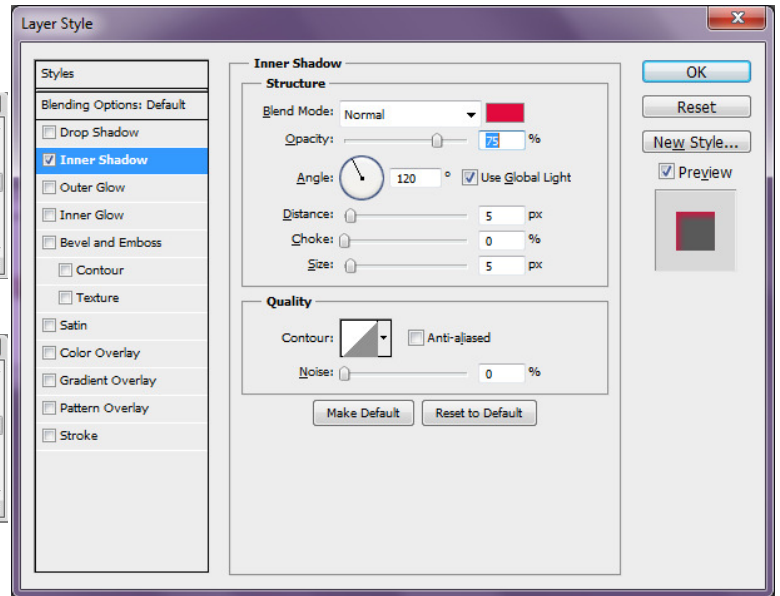 Layer Style
Styles
Blending Options: Default
Drop Shadow
Inner Shadow
Outer Glow
Inner Glow
Bevel and Emboss
Contour
Texture
Satin
Color Overlay
Gradient Overlay
Pattern Overlay
Stroke
Inner Shadow
Structure
Blend Mode: Normal
Opacity: 75 %
Angle: 120 ° Use Global Light
Distance: 5 px
Choke: 0 %
Size: 5 px
Quality
Contour: Anti-aliased
Noise: 0 %
Make Default Reset to Default
OK
Reset
New Style...
Preview